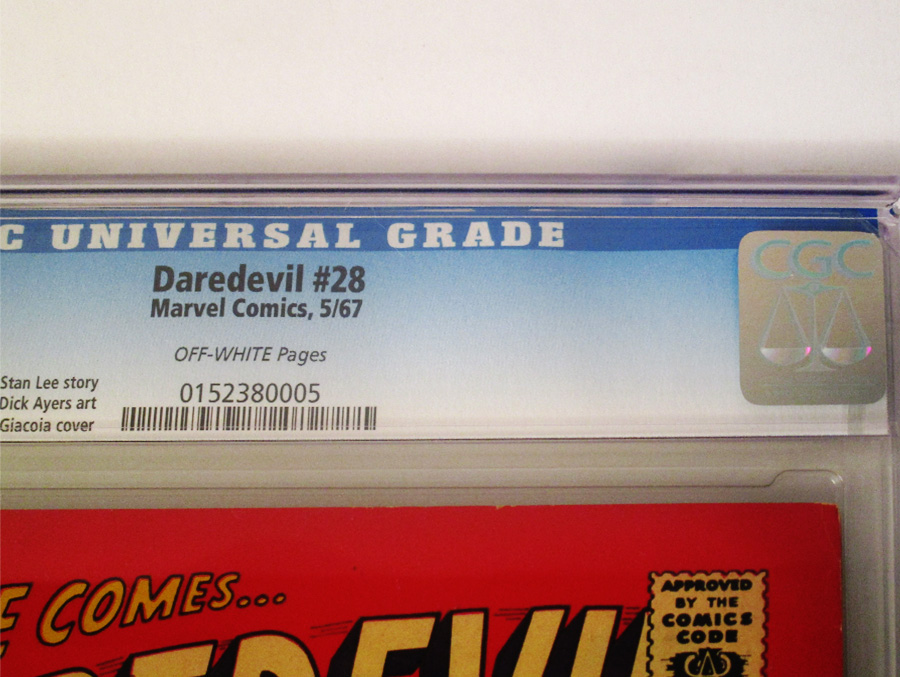 C UNIVERSAL GRADE
CGC
Daredevil #28
Marvel Comics, 5/67
OFF-WHITE Pages
Stan Lee story
Dick Ayers art
Giacoia cover
0152380005
E COMES...
REDEVIL
APPROVED
BY THE
COMICS
CODE